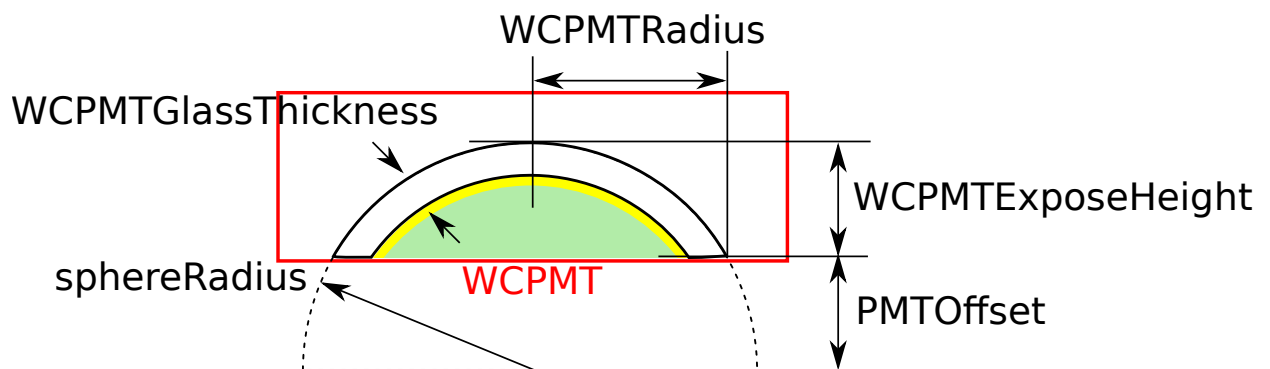 WCPMTRadius
WCPMTGlassThickness
WCPMTExposeHeight
sphereRadius
WCPMT
PMTOffset